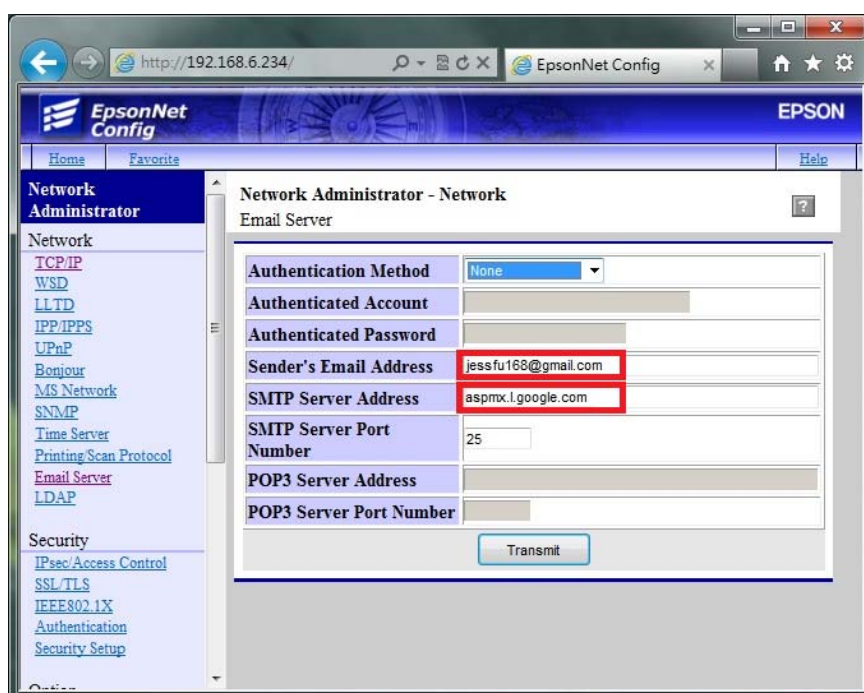 http://192.168.6.234/
EpsonNet Config
EpsonNet
Config
EPSON
Home Favorite Help
Network
Administrator
Network
TCP/IP
WSD
LLTD
IPP/IPPS
UPnP
Bonjour
MS Network
SNMP
Time Server
Printing/Scan Protocol
Email Server
LDAP
Security
IPsec/Access Control
SSL/TLS
IEEE802.1X
Authentication
Security Setup
Option
Network Administrator - Network
Email Server
?
Authentication Method None
Authenticated Account
Authenticated Password
Sender's Email Address jessfu168@gmail.com
SMTP Server Address aspmx.l.google.com
SMTP Server Port
Number 25
POP3 Server Address
POP3 Server Port Number
Transmit